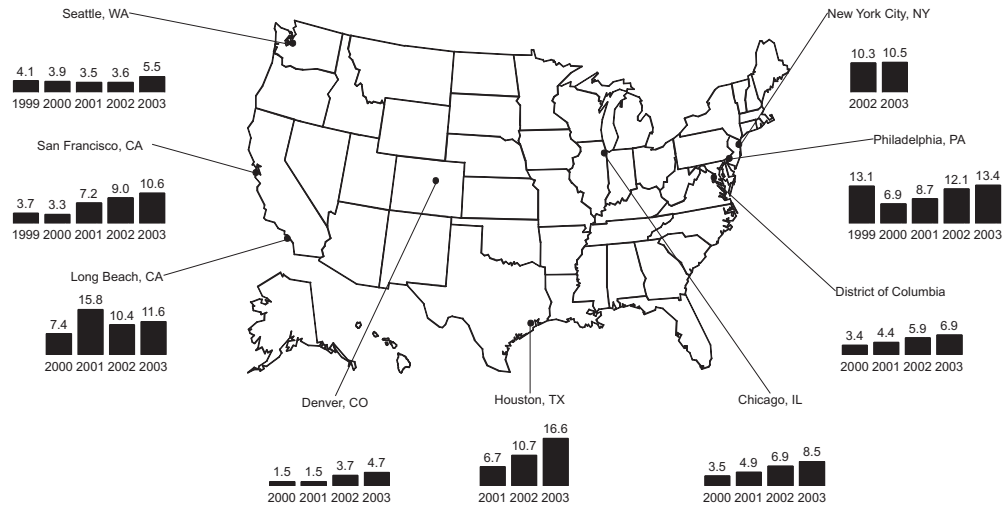 Seattle, WA
4.1 3.9 3.5 3.6 5.5
1999 2000 2001 2002 2003
New York City, NY
10.3 10.5
2002 2003
San Francisco, CA
3.7 3.3 7.2 9.0 10.6
1999 2000 2001 2002 2003
Philadelphia, PA
13.1 6.9 8.7 12.1 13.4
1999 2000 2001 2002 2003
Long Beach, CA
7.4 15.8 10.4 11.6
2000 2001 2002 2003
District of Columbia
3.4 4.4 5.9 6.9
2000 2001 2002 2003
Denver, CO
1.5 1.5 3.7 4.7
2000 2001 2002 2003
Houston, TX
6.7 10.7 16.6
2001 2002 2003
Chicago, IL
3.5 4.9 6.9 8.5
2000 2001 2002 2003